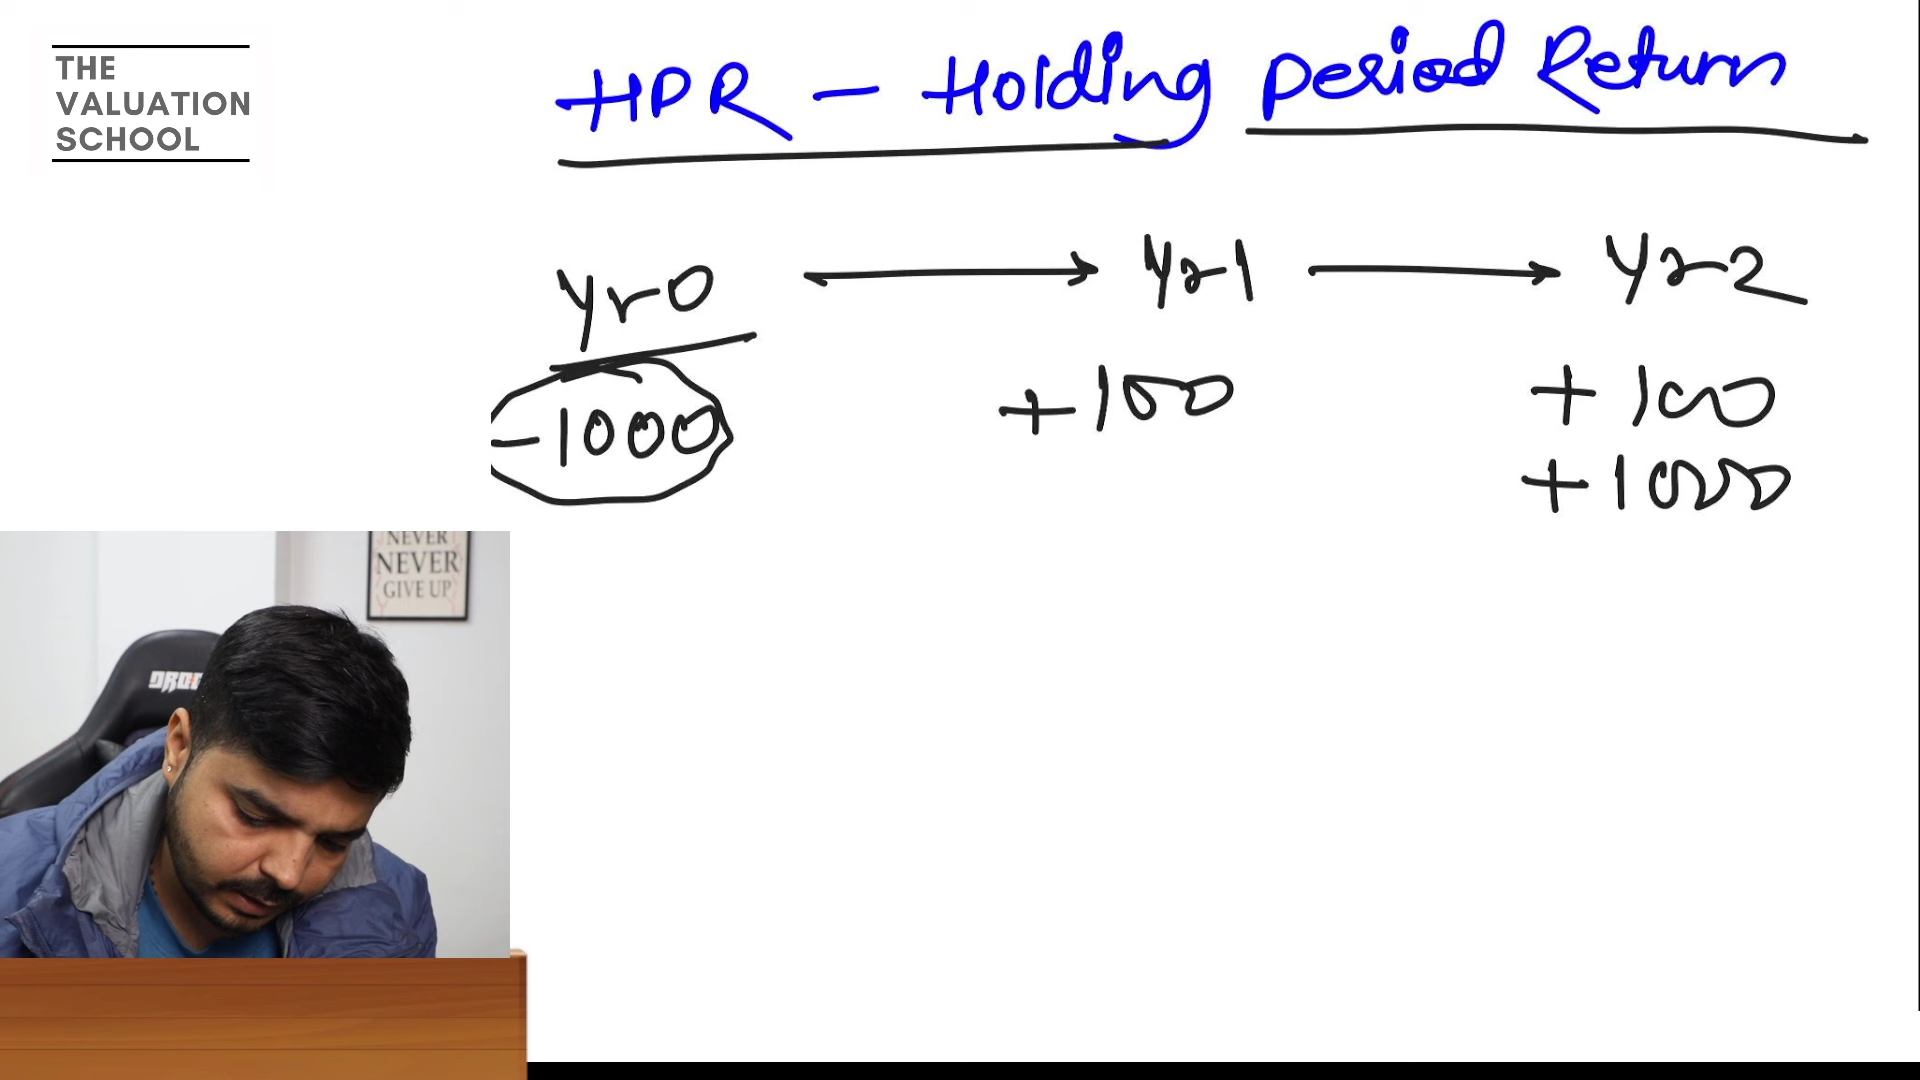 THE
VALUATION
SCHOOL
HPR - Holding Period Return
Yr-0 Yr-1 Yr-2
-1000 +100 +100
+1000
NEVER
NEVER
GIVE UP